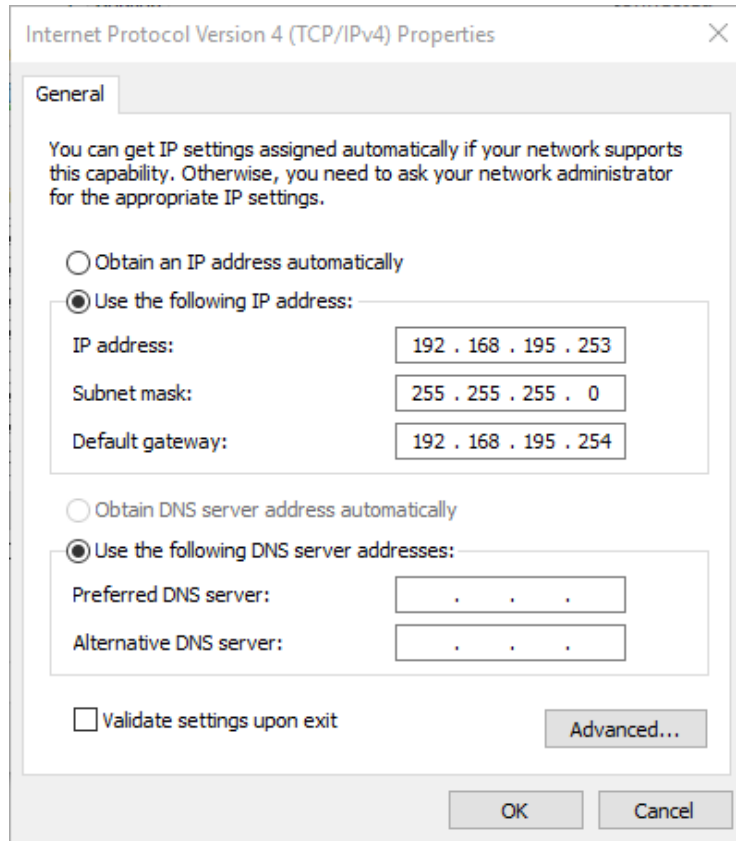 Internet Protocol Version 4 (TCP/IPv4) Properties
General
You can get IP settings assigned automatically if your network supports
this capability. Otherwise, you need to ask your network administrator
for the appropriate IP settings.
Obtain an IP address automatically
Use the following IP address:
IP address: 192 . 168 . 195 . 253
Subnet mask: 255 . 255 . 255 . 0
Default gateway: 192 . 168 . 195 . 254
Obtain DNS server address automatically
Use the following DNS server addresses:
Preferred DNS server: . . .
Alternative DNS server: . . .
Validate settings upon exit
Advanced...
OK Cancel